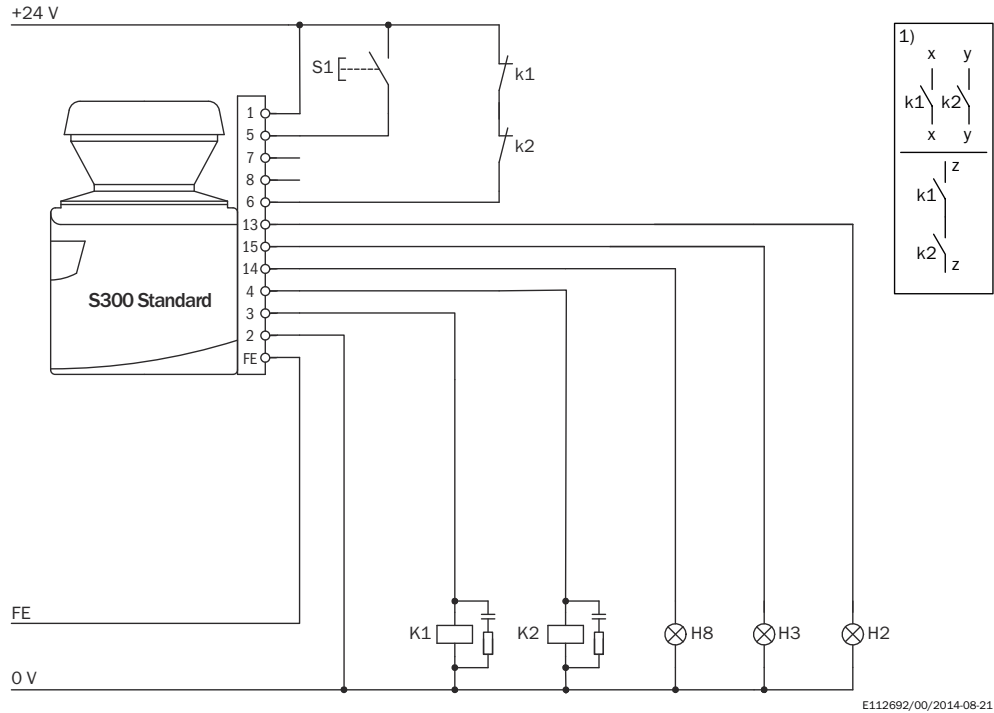 +24 V
1)
x y
S1
k1
k1 k2
x y
k2
z
k1
k2
z
1
5
7
8
6
13
15
14
4
3
2
FE
S300 Standard
FE
K1
K2
H8
H3
H2
0 V
E112692/00/2014-08-21